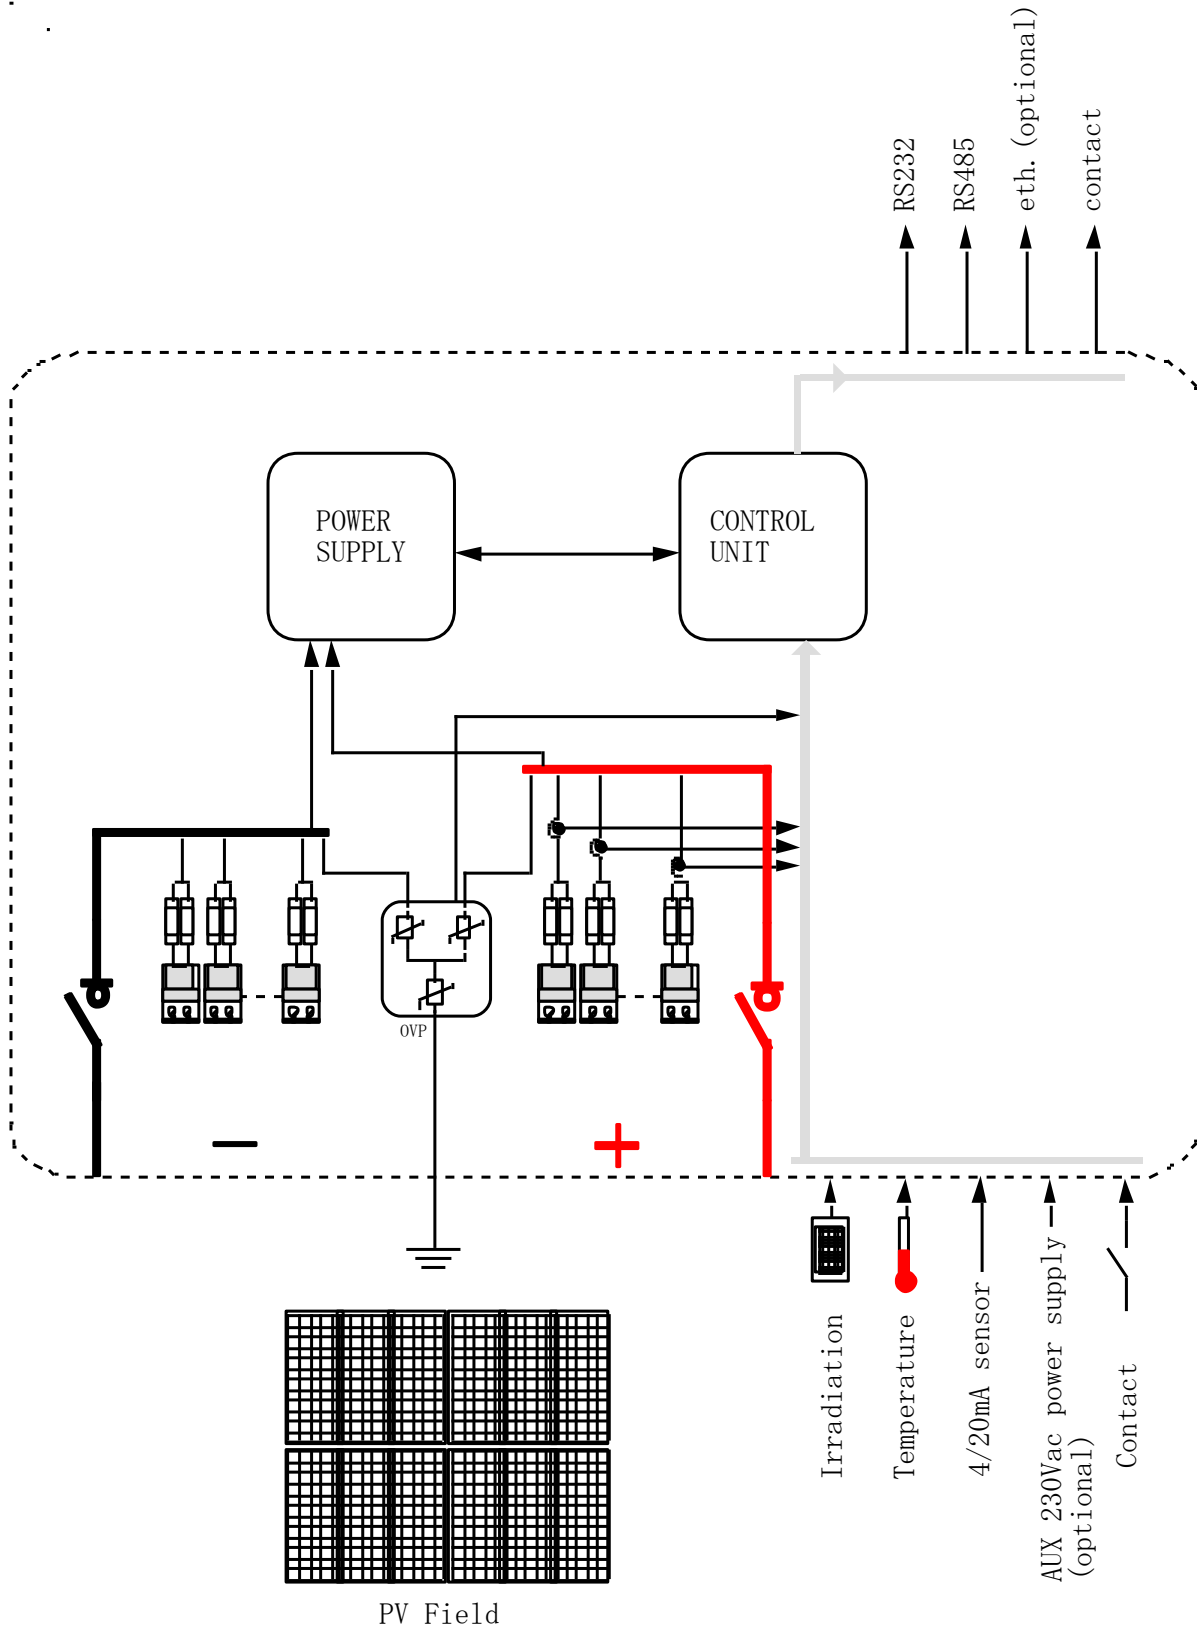 RS232
RS485
eth.(optional)
contact
POWER
SUPPLY
CONTROL
UNIT
OVP
Irradiation
Temperature
4/20mA sensor
AUX 230Vac power supply
(optional)
Contact
PV Field